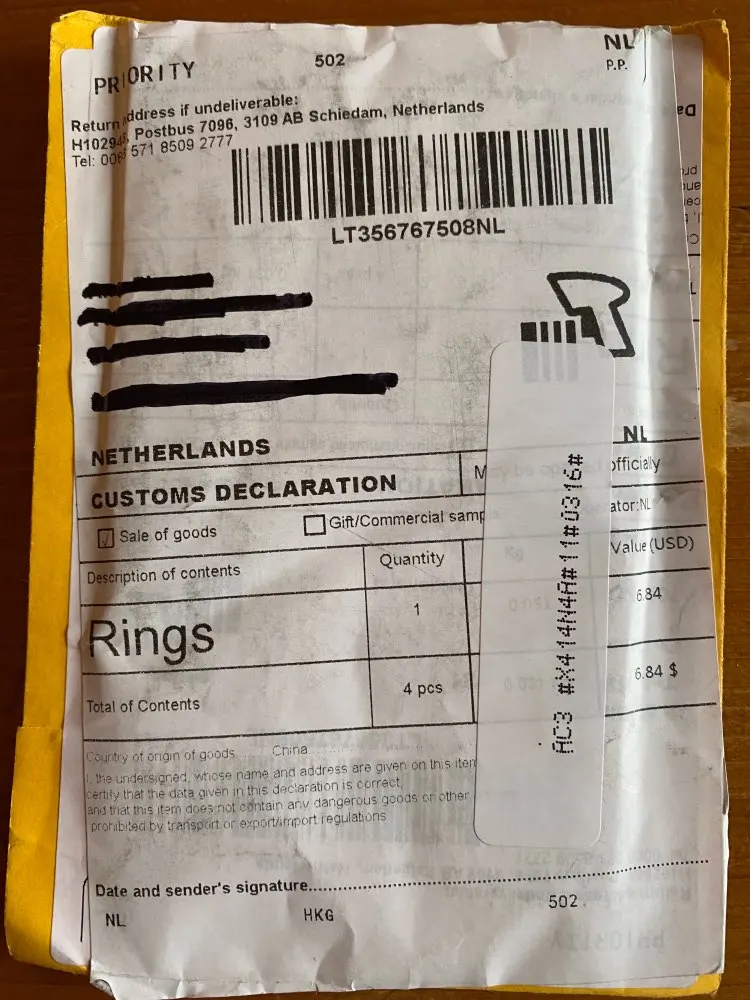 PRIORITY
502
NL
P.P.
Return address if undeliverable:
Postbus 7096, 3109 AB Schiedam, Netherlands
Tel: 571 8509 2777
LT356767508NL
NL
NETHERLANDS
CUSTOMS DECLARATION
officially
Sale of goods
Gift/Commercial
Description of contents
Quantity
Value (USD)
Rings
1
6.84
Total of Contents
4 pcs
6.84 $
AC3 #X414N4A#11#0316#
Country of origin of goods
China
I, the undersigned, whose name and address are given on this item
certify that the data given in this declaration is correct,
and that this item does not contain any dangerous goods or other
prohibited by transport or export/import regulations
Date and sender's signature
NL
HKG
502